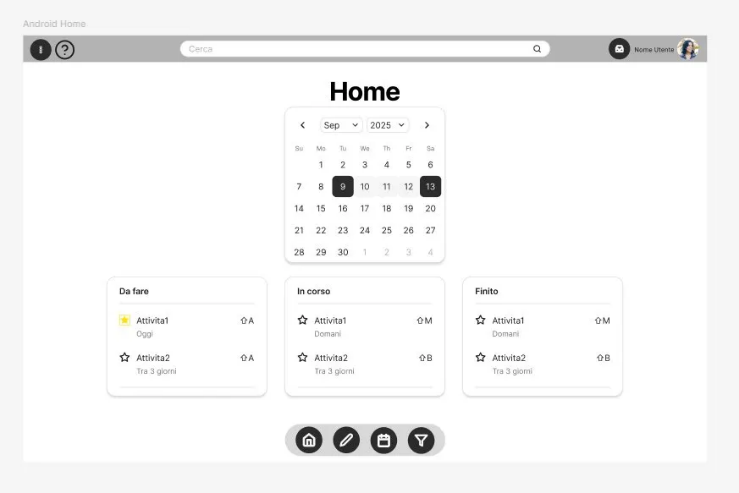 Android Home
Cerca
Nome Utente
Home
Sep 2025
Su Mo Tu We Th Fr Sa
1 2 3 4 5 6
7 8 9 10 11 12 13
14 15 16 17 18 19 20
21 22 23 24 25 26 27
28 29 30 1 2 3 4
Da fare
Attivita1 A
Oggi
Attivita2 A
Tra 3 giorni
In corso
Attivita1 M
Domani
Attivita2 B
Tra 3 giorni
Finito
Attivita1 M
Domani
Attivita2 B
Tra 3 giorni